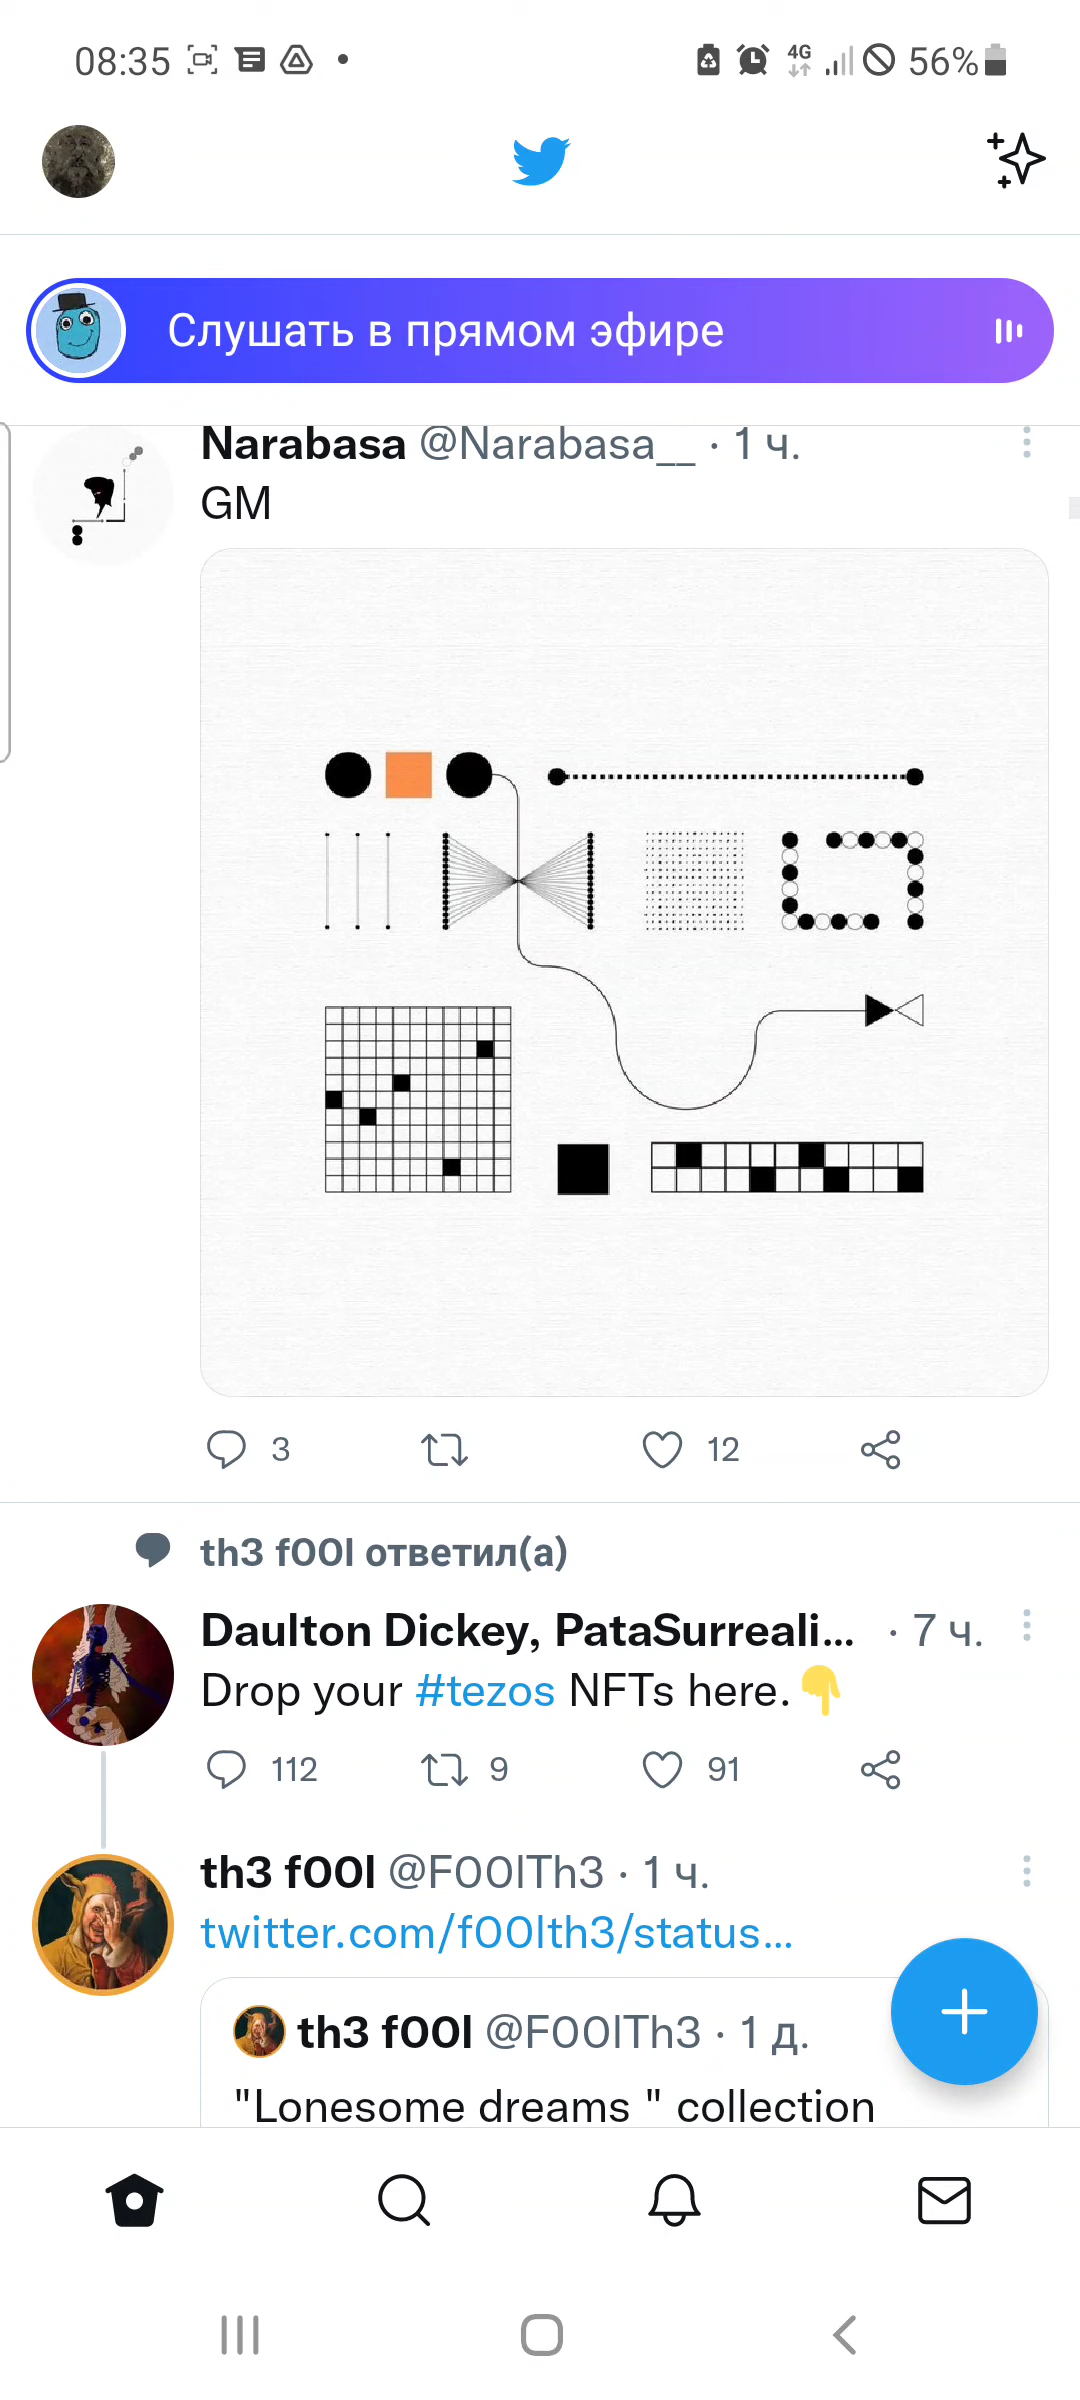 08:35
4G
56%
Слушать в прямом эфире
Narabasa @Narabasa__ · 1 ч.
GM
3
12
th3 f00l ответил(а)
Daulton Dickey, PataSurreali... · 7 ч.
Drop your #tezos NFTs here.👇
112
9
91
th3 f00l @F00lTh3 · 1 ч.
twitter.com/f00lth3/status...
th3 f00l @F00lTh3 · 1 д.
"Lonesome dreams " collection